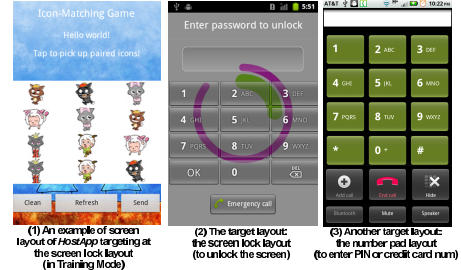 Icon-Matching Game
Hello world!
Tap to pick up paired icons!
Clean
Refresh
Send
(1) An example of screen
layout of HostApp targeting at
the screen lock layout
(in Training Mode)
5:51
Enter password to unlock
1
2 ABC
3 DEF
4 GHI
5 JKL
6 MNO
7 PQRS
8 TUV
9 WXYZ
OK
0
DEL
Emergency call
(2) The target layout:
the screen lock layout
(to unlock the screen)
AT&T
10:22 PM
1
2 ABC
3 DEF
4 GHI
5 JKL
6 MNO
7 PQRS
8 TUV
9 WXYZ
*
0 +
#
Add call
End call
Hide
Bluetooth
Mute
Speaker
(3) Another target layout:
the number pad layout
(to enter PIN or credit card num)